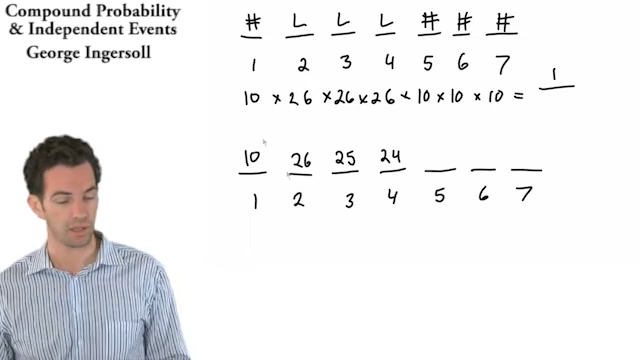 Compound Probability
& Independent Events
George Ingersoll
# L L L # # #
1 2 3 4 5 6 7
10 × 26 × 26 × 26 × 10 × 10 × 10 = 1
10 26 25 24
1 2 3 4 5 6 7